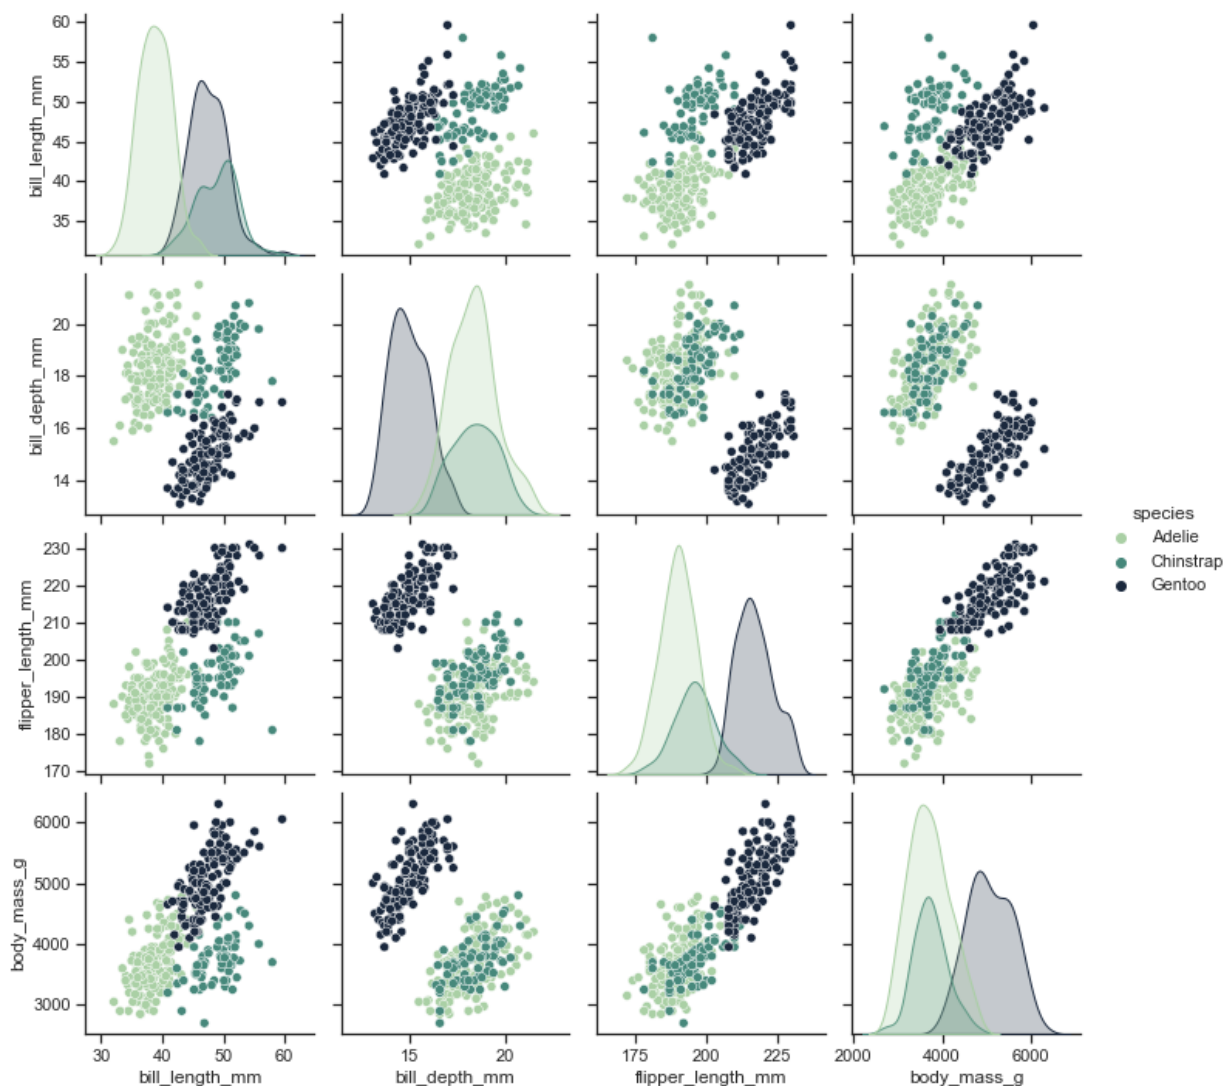 60
55
50
45
40
35
bill_length_mm
20
18
16
14
bill_depth_mm
230
220
210
200
190
180
170
flipper_length_mm
species
Adelie
Chinstrap
Gentoo
6000
5000
4000
3000
body_mass_g
30 40 50 60
15 20
175 200 225
2000 4000 6000
bill_length_mm
bill_depth_mm
flipper_length_mm
body_mass_g